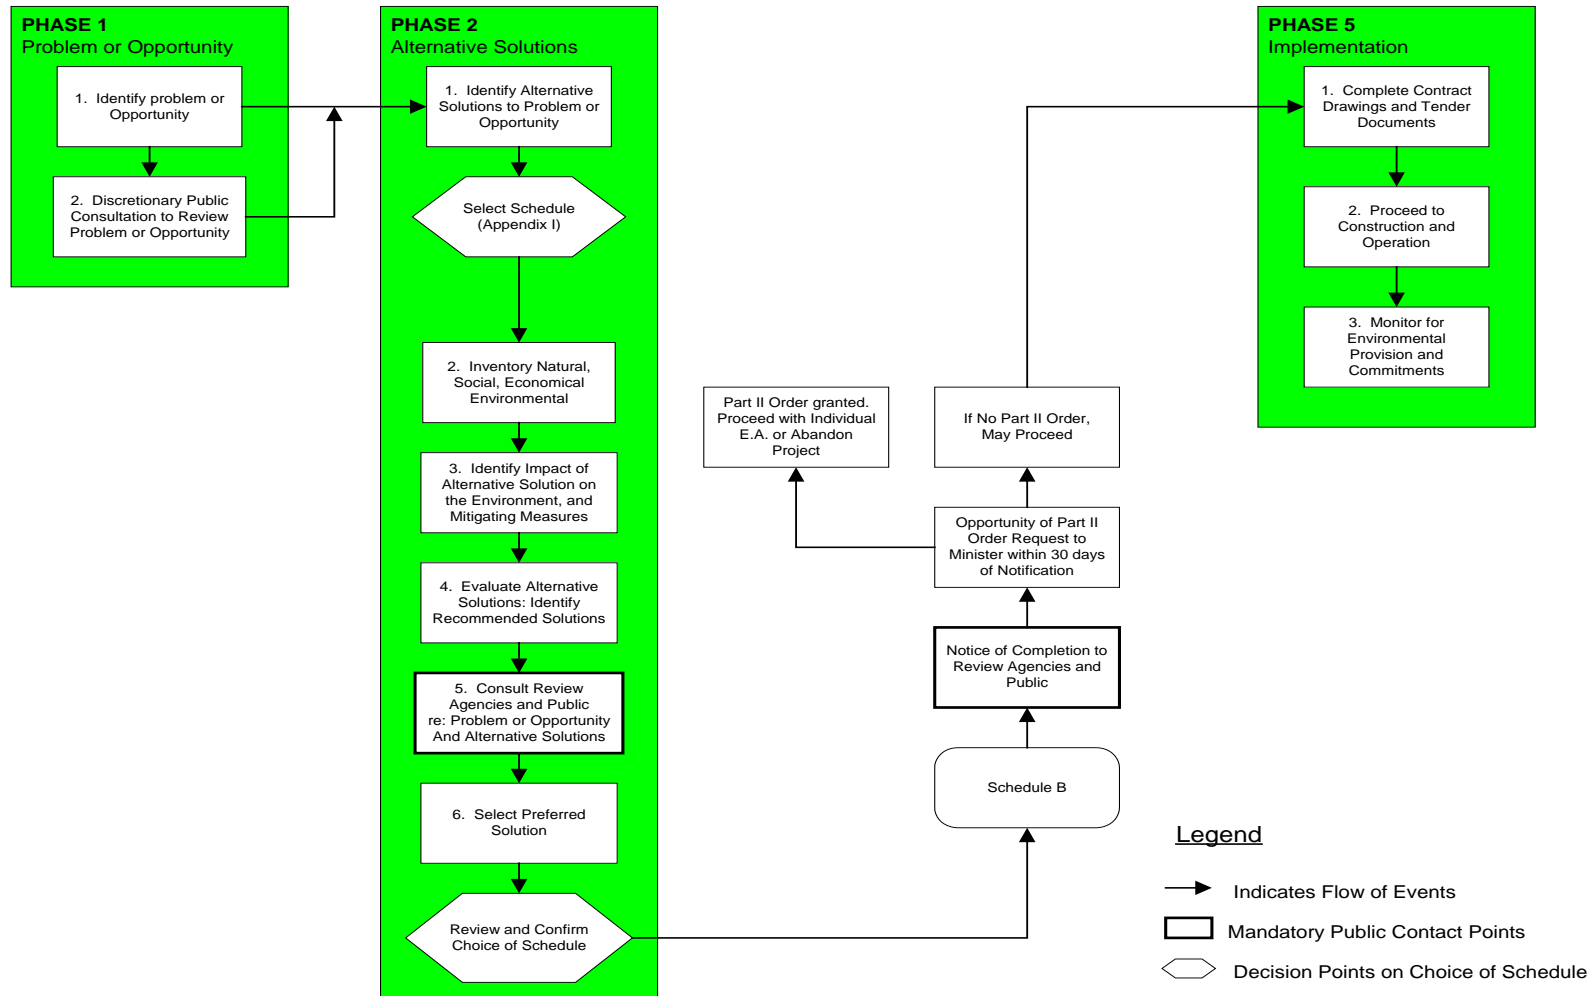 PHASE 1
Problem or Opportunity
1. Identify problem or
Opportunity
2. Discretionary Public
Consultation to Review
Problem or Opportunity
PHASE 2
Alternative Solutions
1. Identify Alternative
Solutions to Problem or
Opportunity
Select Schedule
(Appendix I)
2. Inventory Natural,
Social, Economical
Environmental
3. Identify Impact of
Alternative Solution on
the Environment, and
Mitigating Measures
4. Evaluate Alternative
Solutions: Identify
Recommended Solutions
5. Consult Review
Agencies and Public
re: Problem or Opportunity
And Alternative Solutions
6. Select Preferred
Solution
Review and Confirm
Choice of Schedule
Part II Order granted.
Proceed with Individual
E.A. or Abandon
Project
If No Part II Order,
May Proceed
Opportunity of Part II
Order Request to
Minister within 30 days
of Notification
Notice of Completion to
Review Agencies and
Public
Schedule B
PHASE 5
Implementation
1. Complete Contract
Drawings and Tender
Documents
2. Proceed to
Construction and
Operation
3. Monitor for
Environmental
Provision and
Commitments
Legend
Indicates Flow of Events
Mandatory Public Contact Points
Decision Points on Choice of Schedule